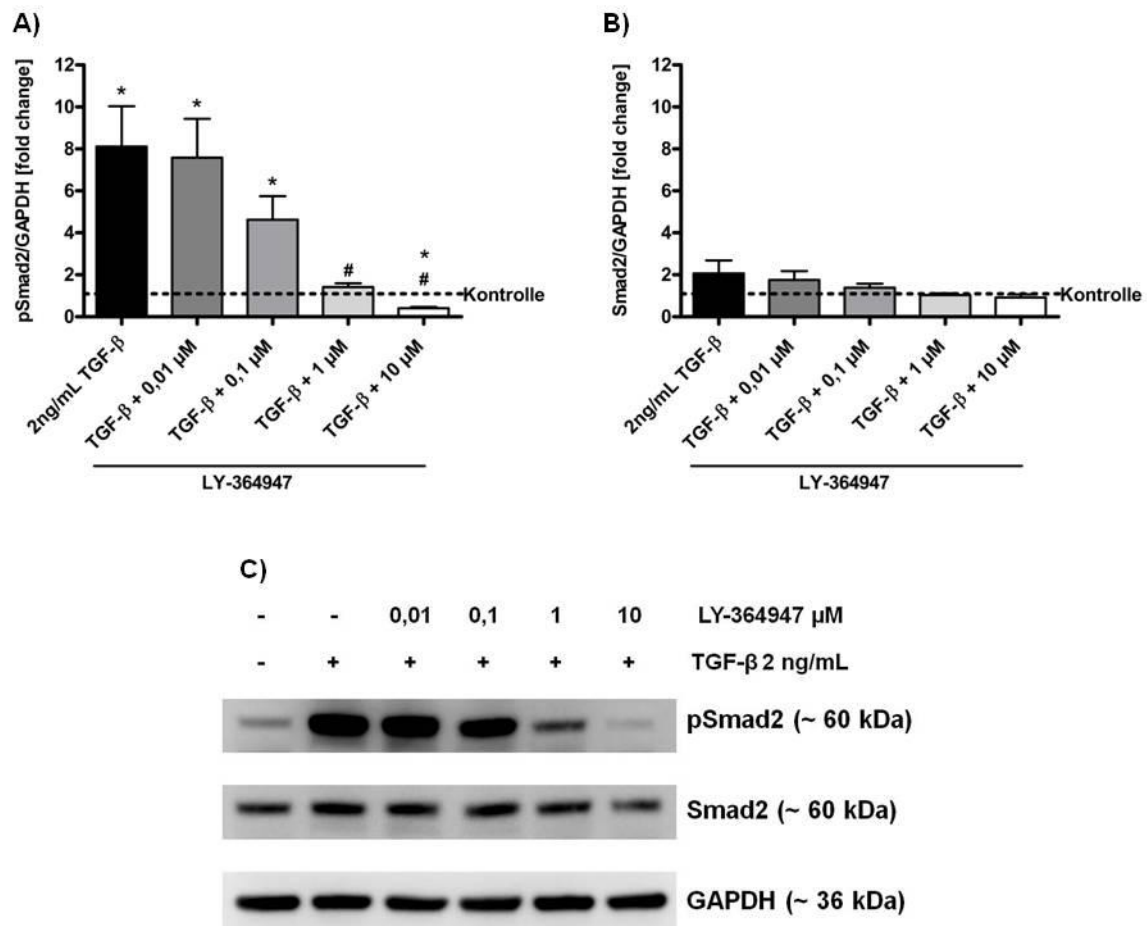 A)
pSmad2/GAPDH [fold change]
12
10
8
6
4
2
0
*
*
*
#
*
#
Kontrolle
2ng/mL TGF-β
TGF-β + 0,01 µM
TGF-β + 0,1 µM
TGF-β + 1 µM
TGF-β + 10 µM
LY-364947
B)
Smad2/GAPDH [fold change]
12
10
8
6
4
2
0
Kontrolle
2ng/mL TGF-β
TGF-β + 0,01 µM
TGF-β + 0,1 µM
TGF-β + 1 µM
TGF-β + 10 µM
LY-364947
C)
- - 0,01 0,1 1 10 LY-364947 µM
- + + + + + TGF-β 2 ng/mL
pSmad2 (~ 60 kDa)
Smad2 (~ 60 kDa)
GAPDH (~ 36 kDa)